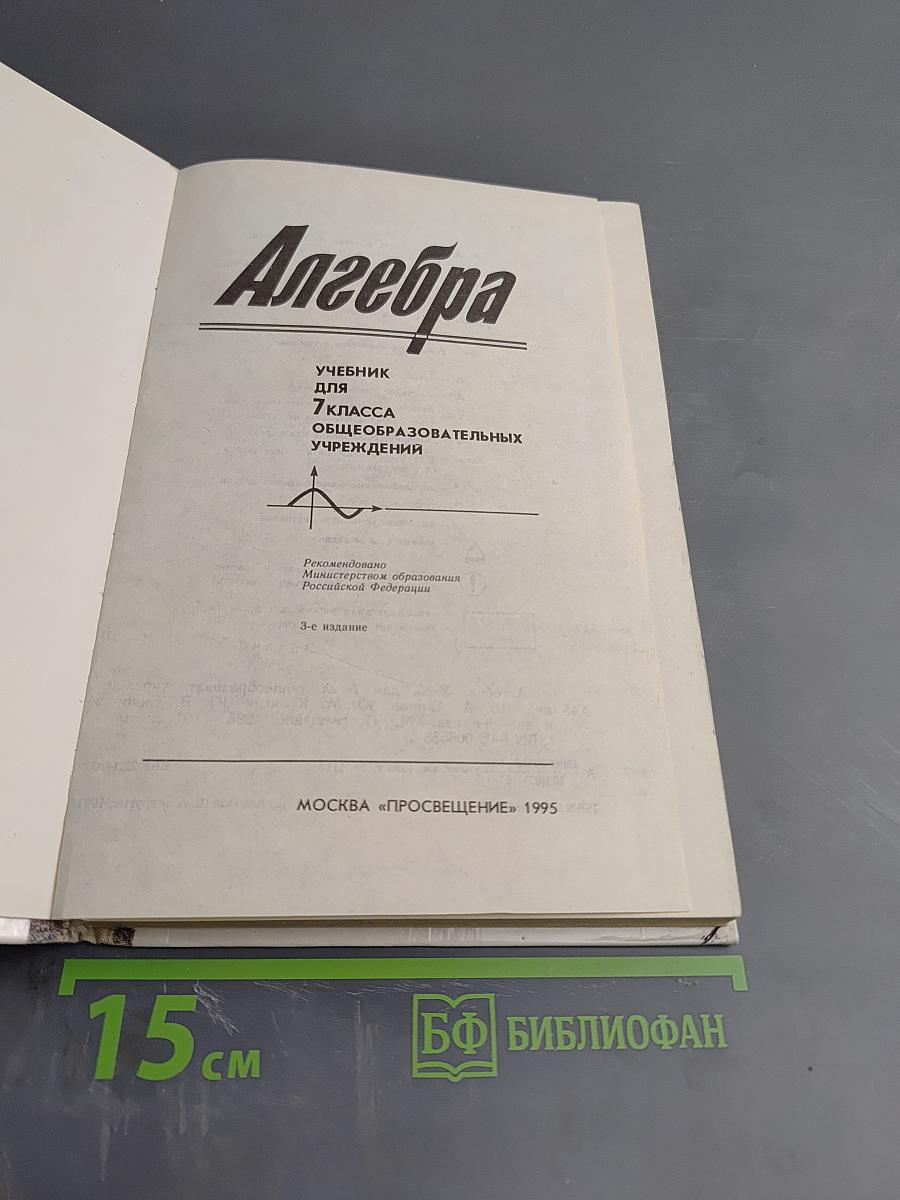 Алгебра
УЧЕБНИК
ДЛЯ
7 КЛАССА
ОБЩЕОБРАЗОВАТЕЛЬНЫХ
УЧРЕЖДЕНИЙ
Рекомендовано
Министерством образования
Российской Федерации
3-е издание
МОСКВА «ПРОСВЕЩЕНИЕ» 1995
15 см
БФ БИБЛИОФАН